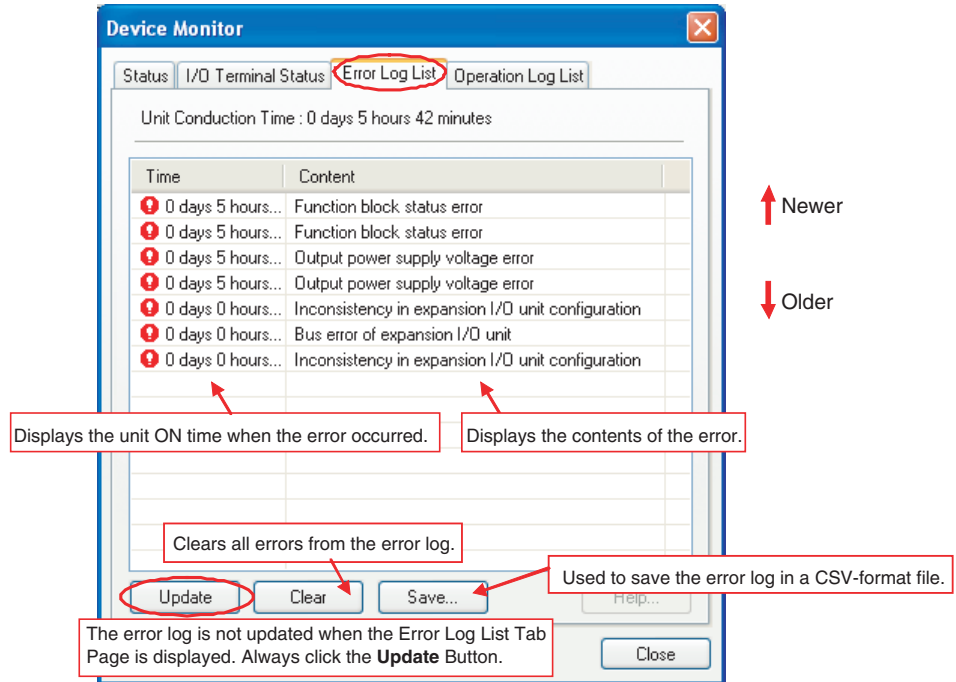 Device Monitor
Status I/O Terminal Status Error Log List Operation Log List
Unit Conduction Time : 0 days 5 hours 42 minutes
Time Content
0 days 5 hours... Function block status error
0 days 5 hours... Function block status error
0 days 5 hours... Output power supply voltage error
0 days 5 hours... Output power supply voltage error
0 days 0 hours... Inconsistency in expansion I/O unit configuration
0 days 0 hours... Bus error of expansion I/O unit
0 days 0 hours... Inconsistency in expansion I/O unit configuration
Newer
Older
Displays the unit ON time when the error occurred.
Displays the contents of the error.
Clears all errors from the error log.
Used to save the error log in a CSV-format file.
Update Clear Save... Help...
The error log is not updated when the Error Log List Tab
Page is displayed. Always click the Update Button.
Close